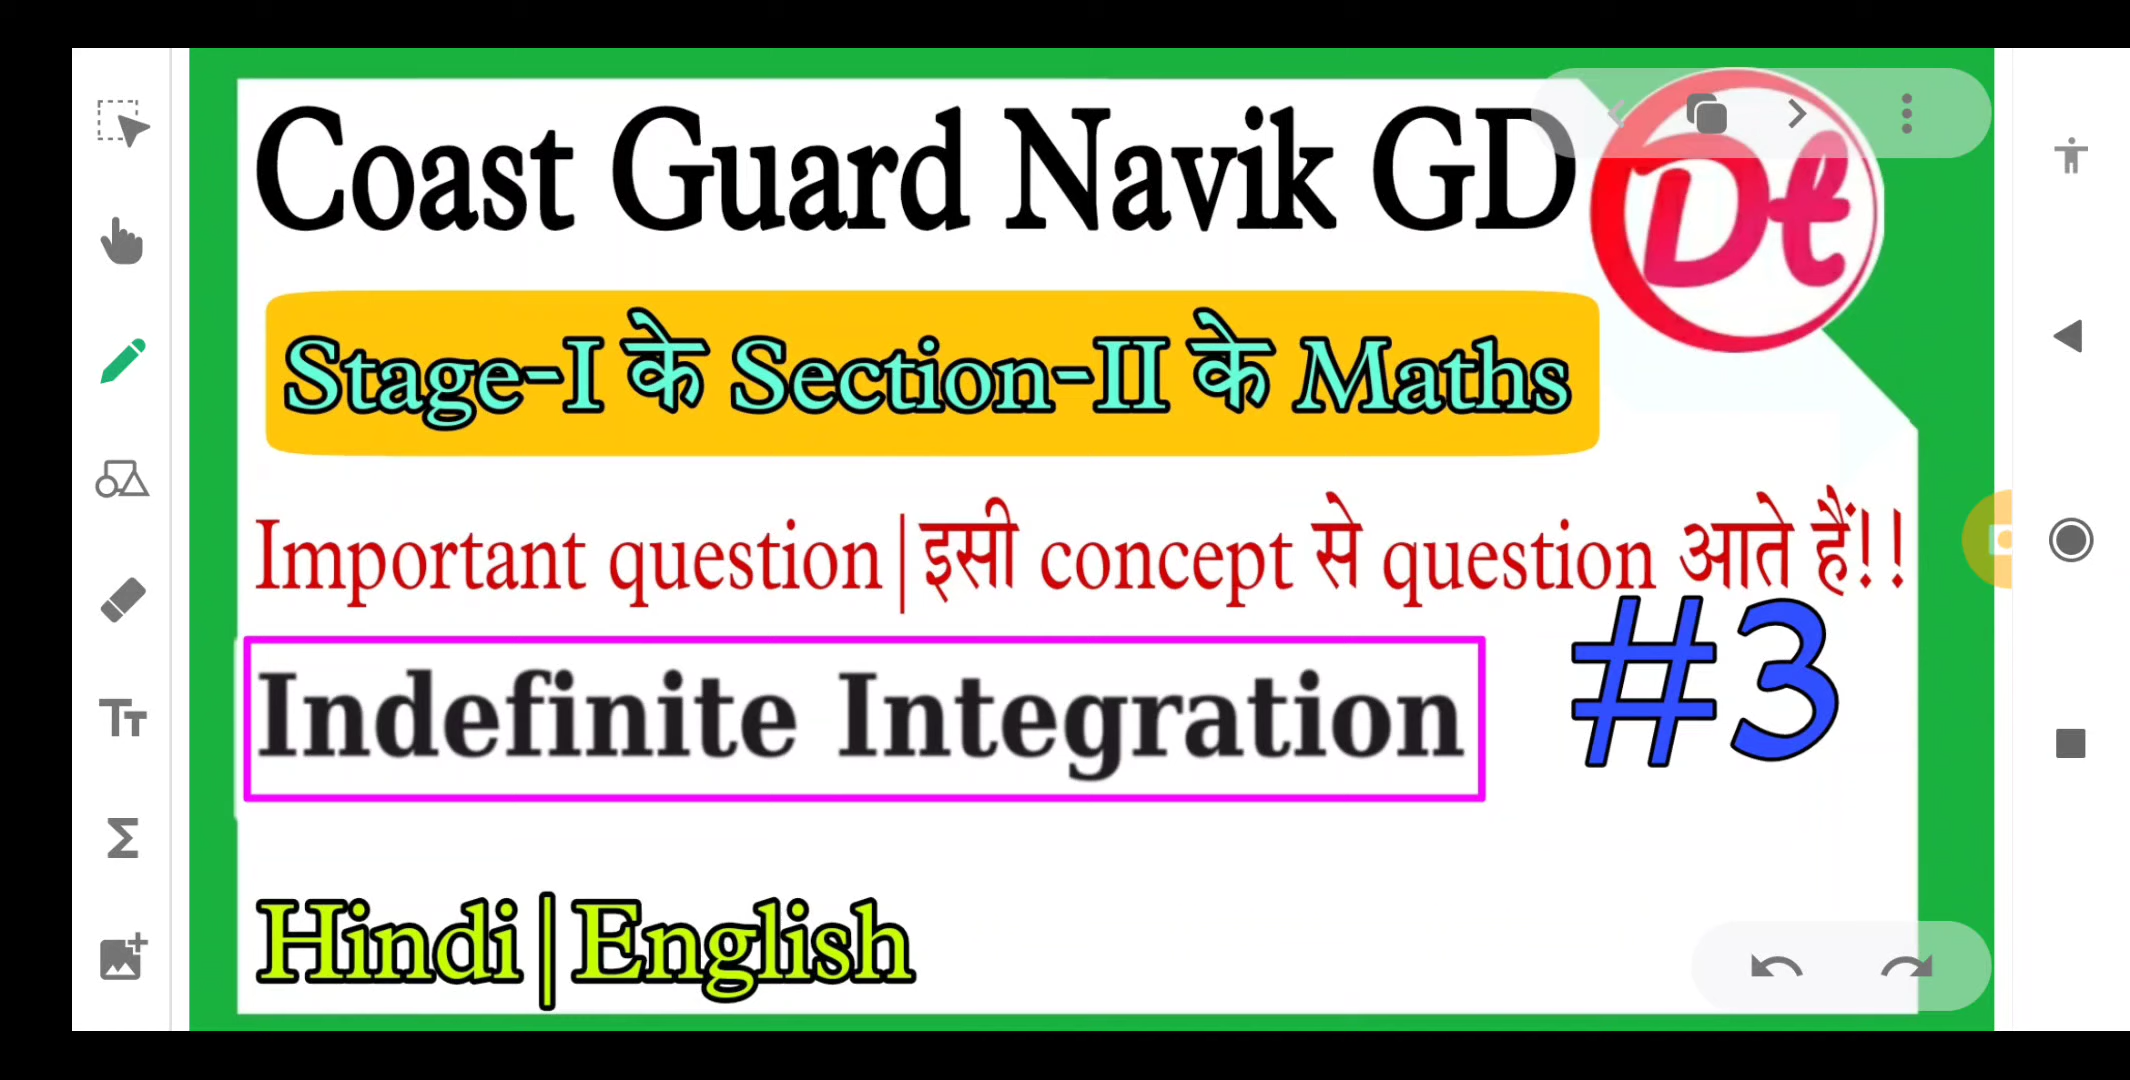 Coast Guard Navik GD
Dt
Stage-I के Section-II के Maths
Important question|इसी concept से question आते हैं!!
Indefinite Integration
#3
Hindi|English